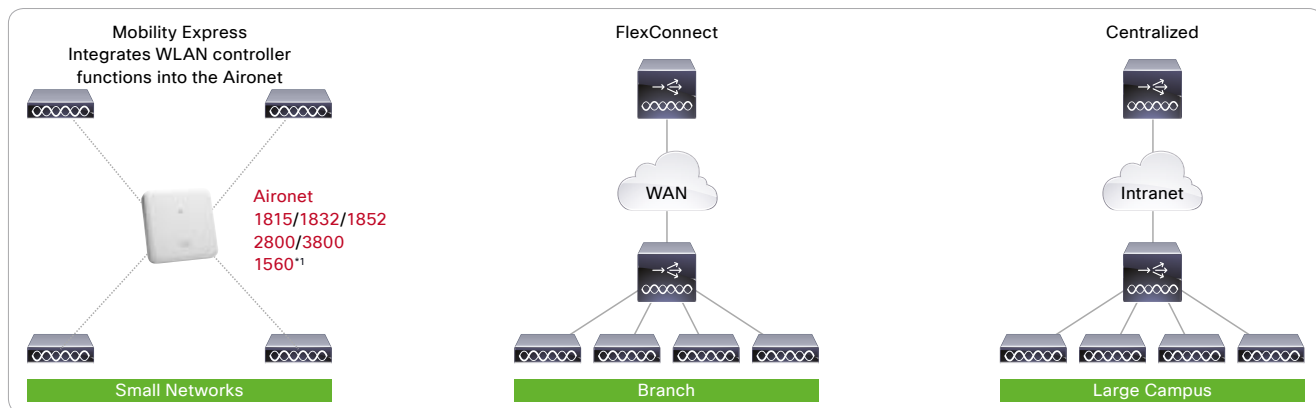 Mobility Express
Integrates WLAN controller
functions into the Aironet
Aironet
1815/1832/1852
2800/3800
1560*1
Small Networks
FlexConnect
WAN
Branch
Centralized
Intranet
Large Campus